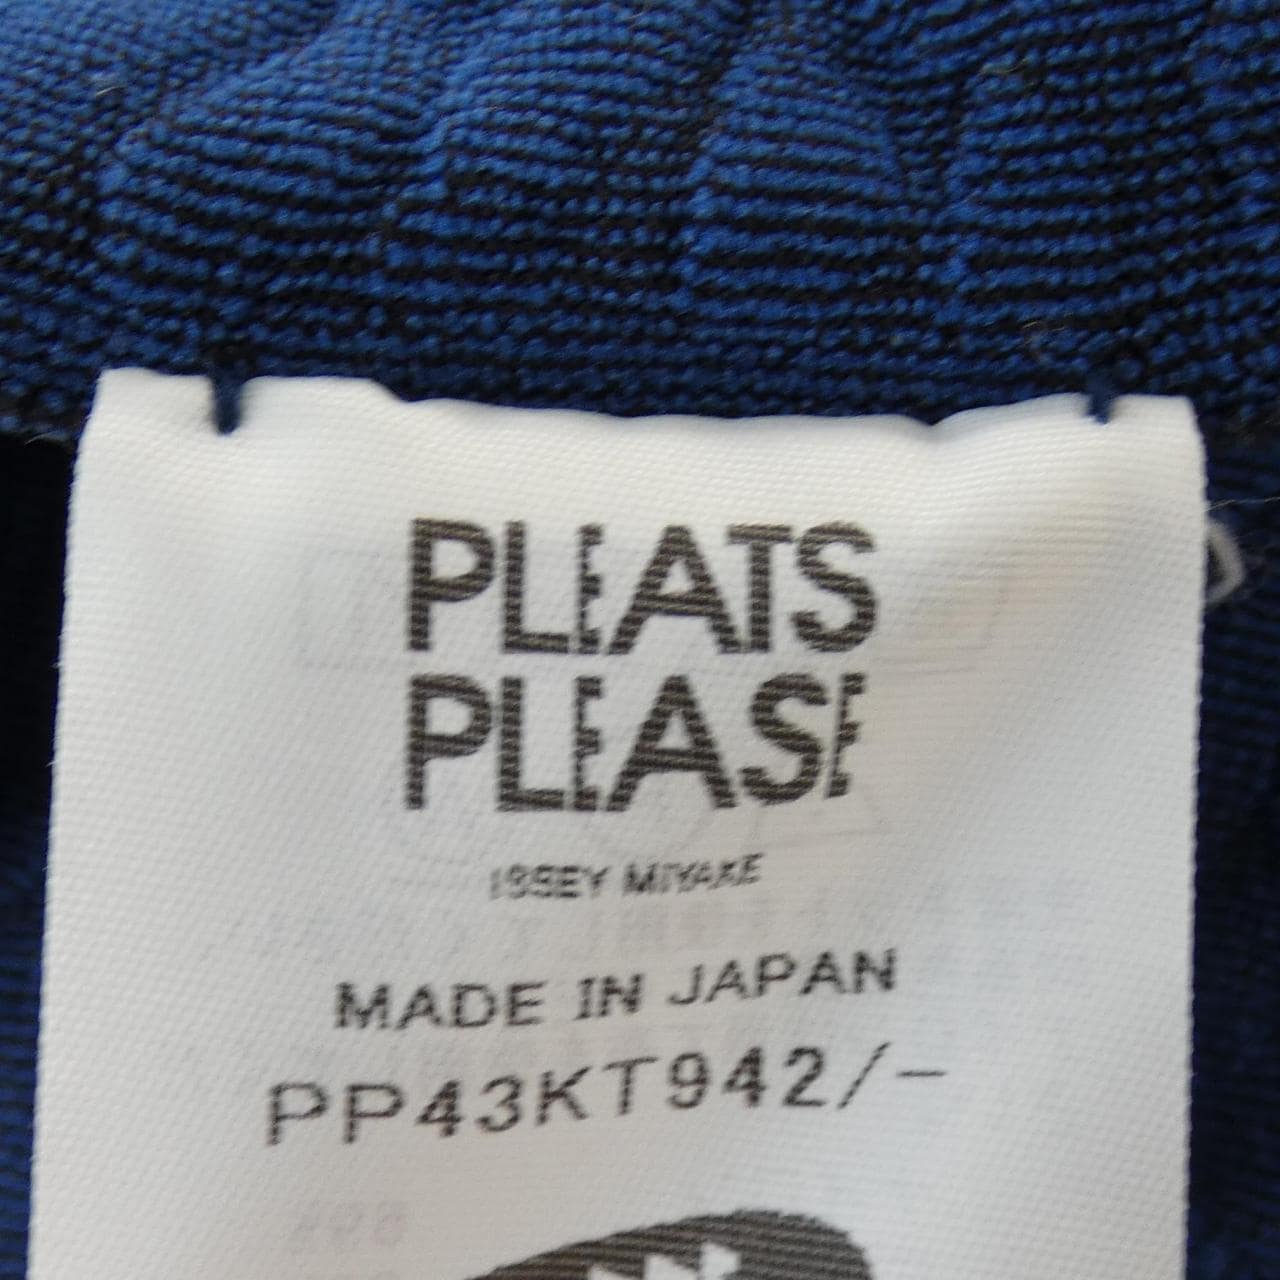 PLEATS
PLEASE
ISSEY MIYAKE
MADE IN JAPAN
PP43KT942/-